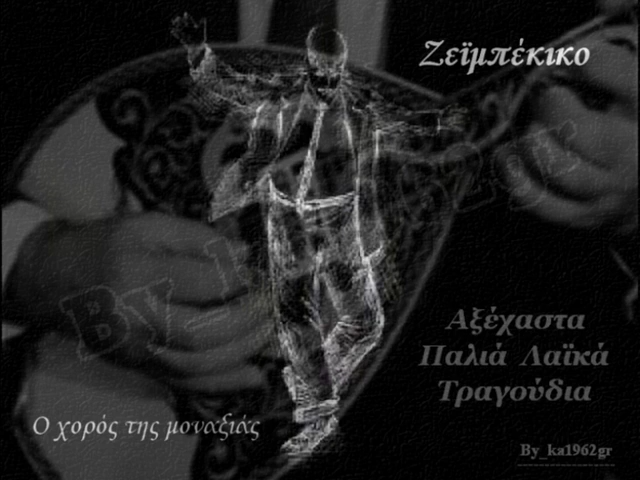 Ζεϊμπέκικο
Αξέχαστα
Παλιά Λαϊκά
Τραγούδια
Ο χορός της μοναξιάς
By_ka1962gr